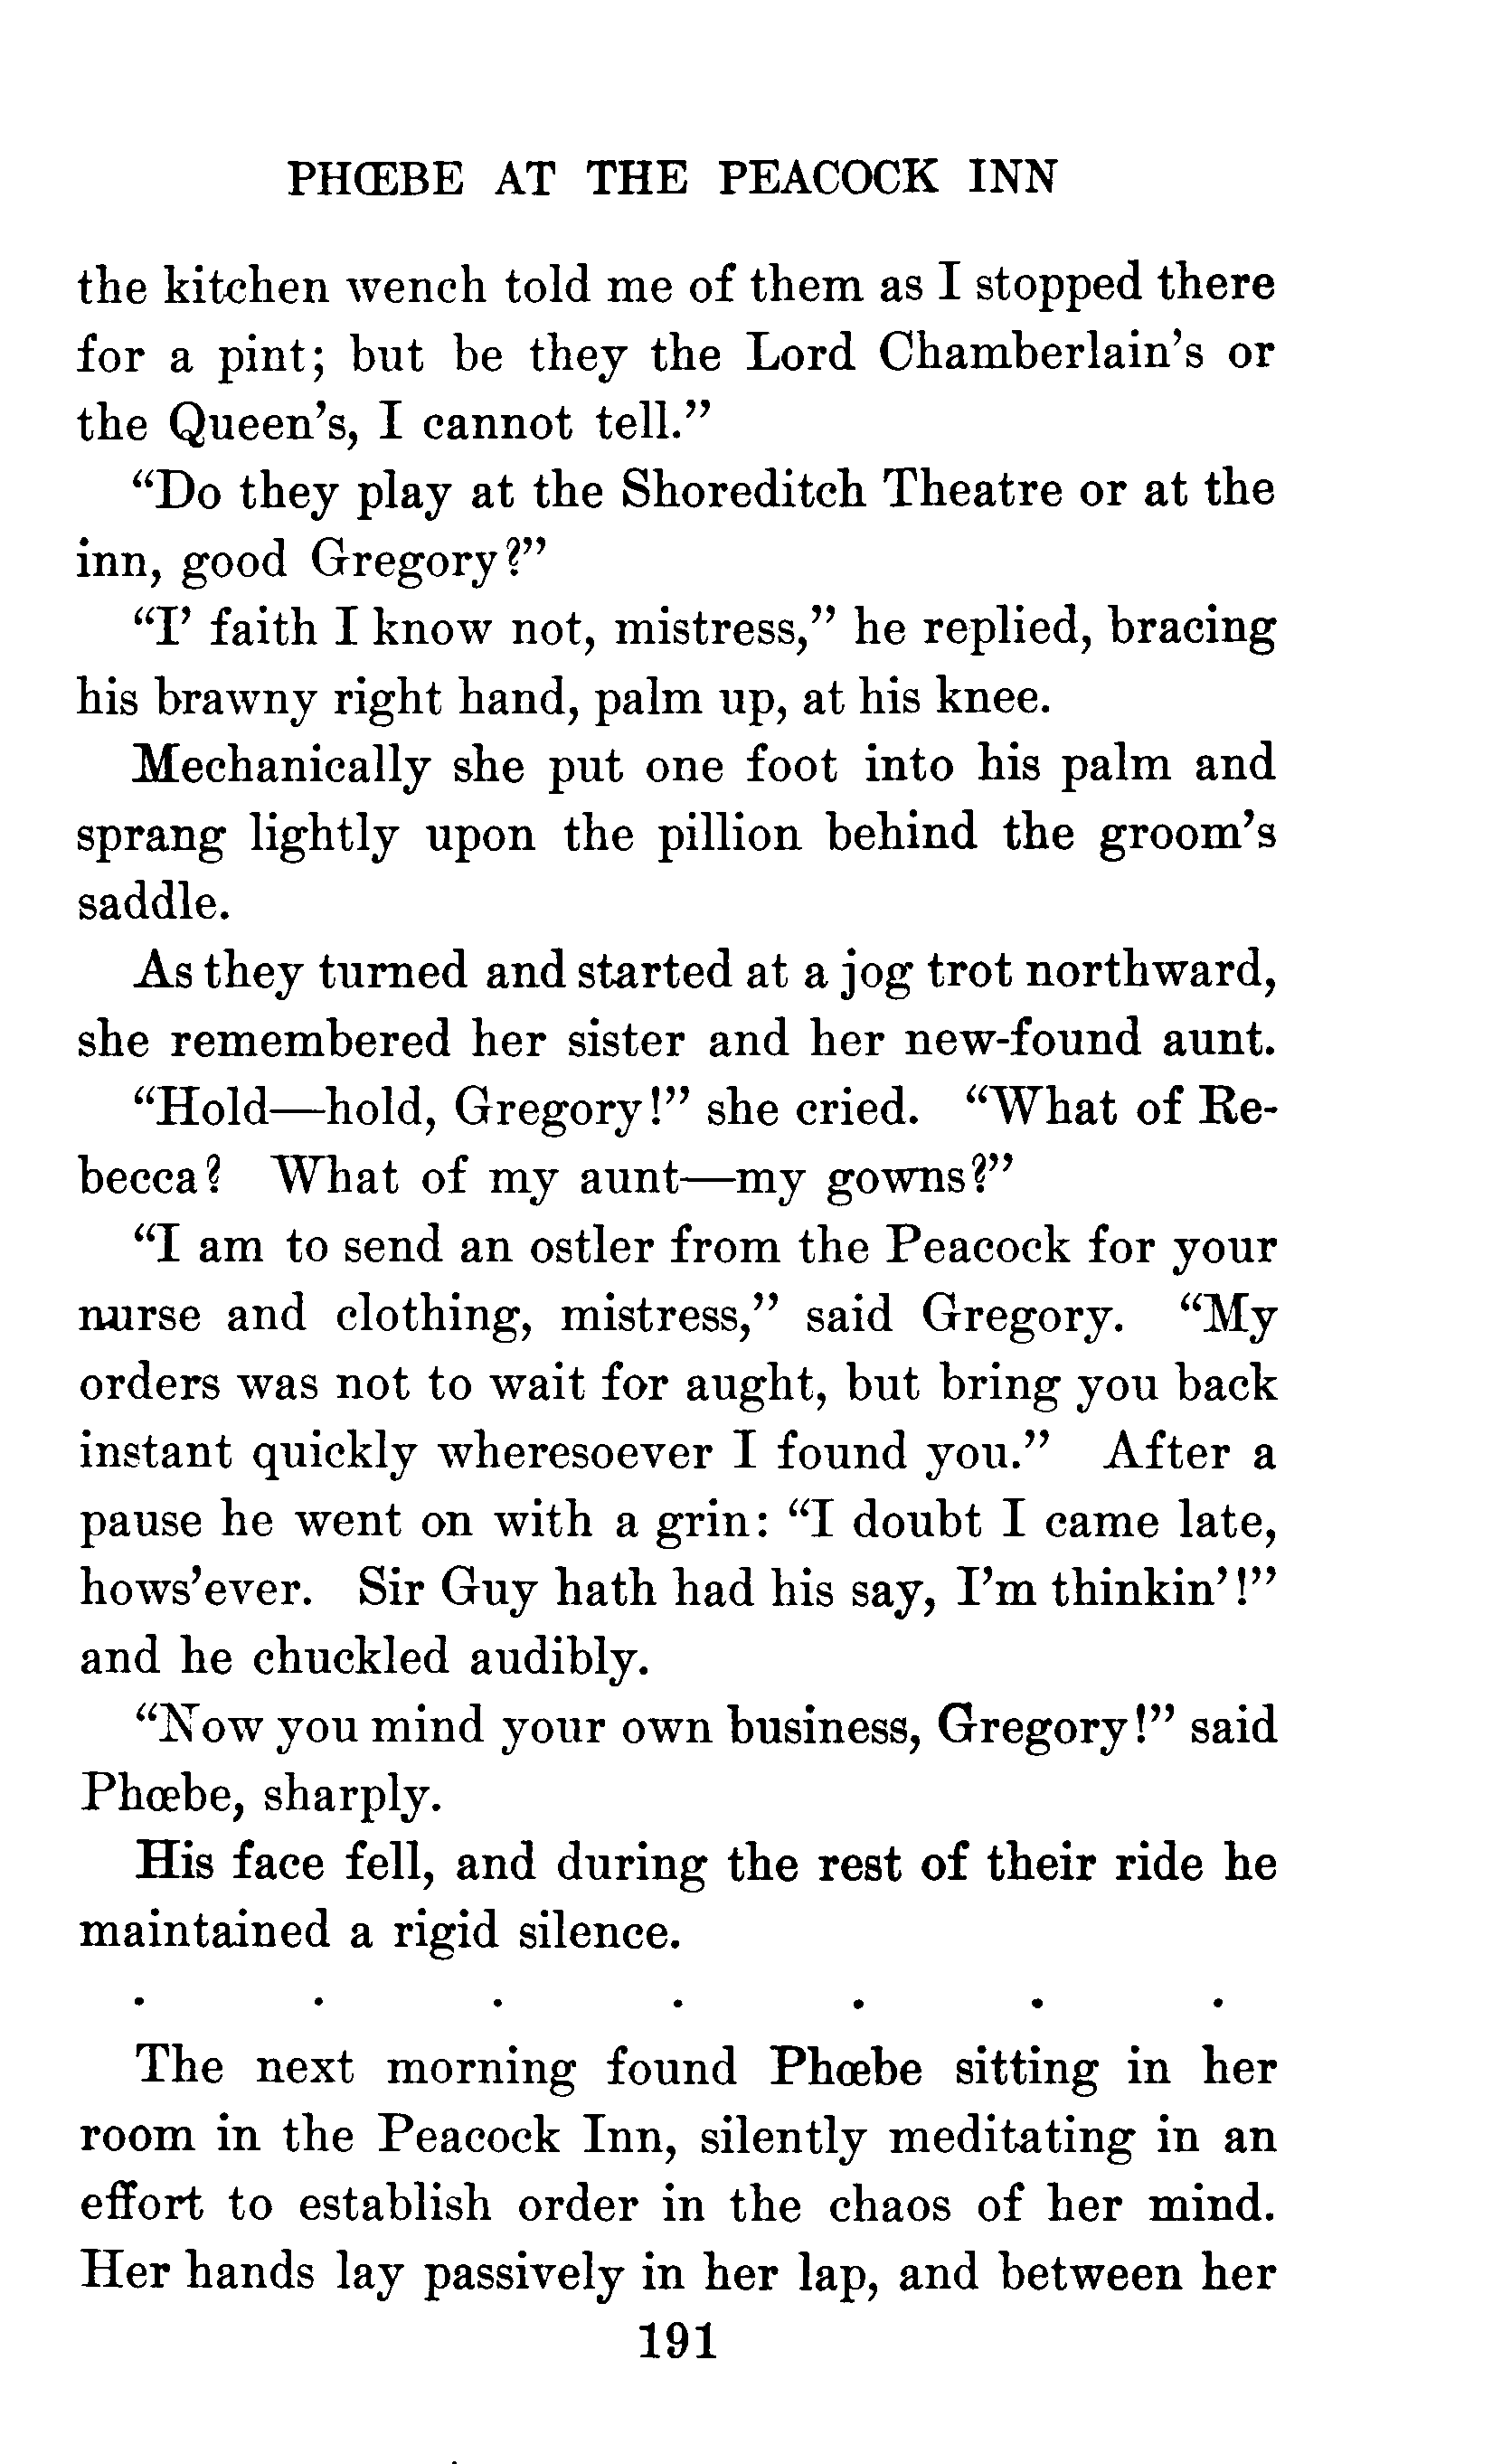 PHŒBE AT THE PEACOCK INN
the kitchen wench told me of them as I stopped there
for a pint; but be they the Lord Chamberlain's or
the Queen's, I cannot tell."
"Do they play at the Shoreditch Theatre or at the
inn, good Gregory?"
"I' faith I know not, mistress," he replied, bracing
his brawny right hand, palm up, at his knee.
Mechanically she put one foot into his palm and
sprang lightly upon the pillion behind the groom's
saddle.
As they turned and started at a jog trot northward,
she remembered her sister and her new-found aunt.
"Hold—hold, Gregory!" she cried. "What of Re-
becca? What of my aunt—my gowns?"
"I am to send an ostler from the Peacock for your
nurse and clothing, mistress," said Gregory. "My
orders was not to wait for aught, but bring you back
instant quickly wheresoever I found you." After a
pause he went on with a grin: "I doubt I came late,
hows'ever. Sir Guy hath had his say, I'm thinkin'!"
and he chuckled audibly.
"Now you mind your own business, Gregory!" said
Phœbe, sharply.
His face fell, and during the rest of their ride he
maintained a rigid silence.
. . . . . . .
The next morning found Phœbe sitting in her
room in the Peacock Inn, silently meditating in an
effort to establish order in the chaos of her mind.
Her hands lay passively in her lap, and between her
191